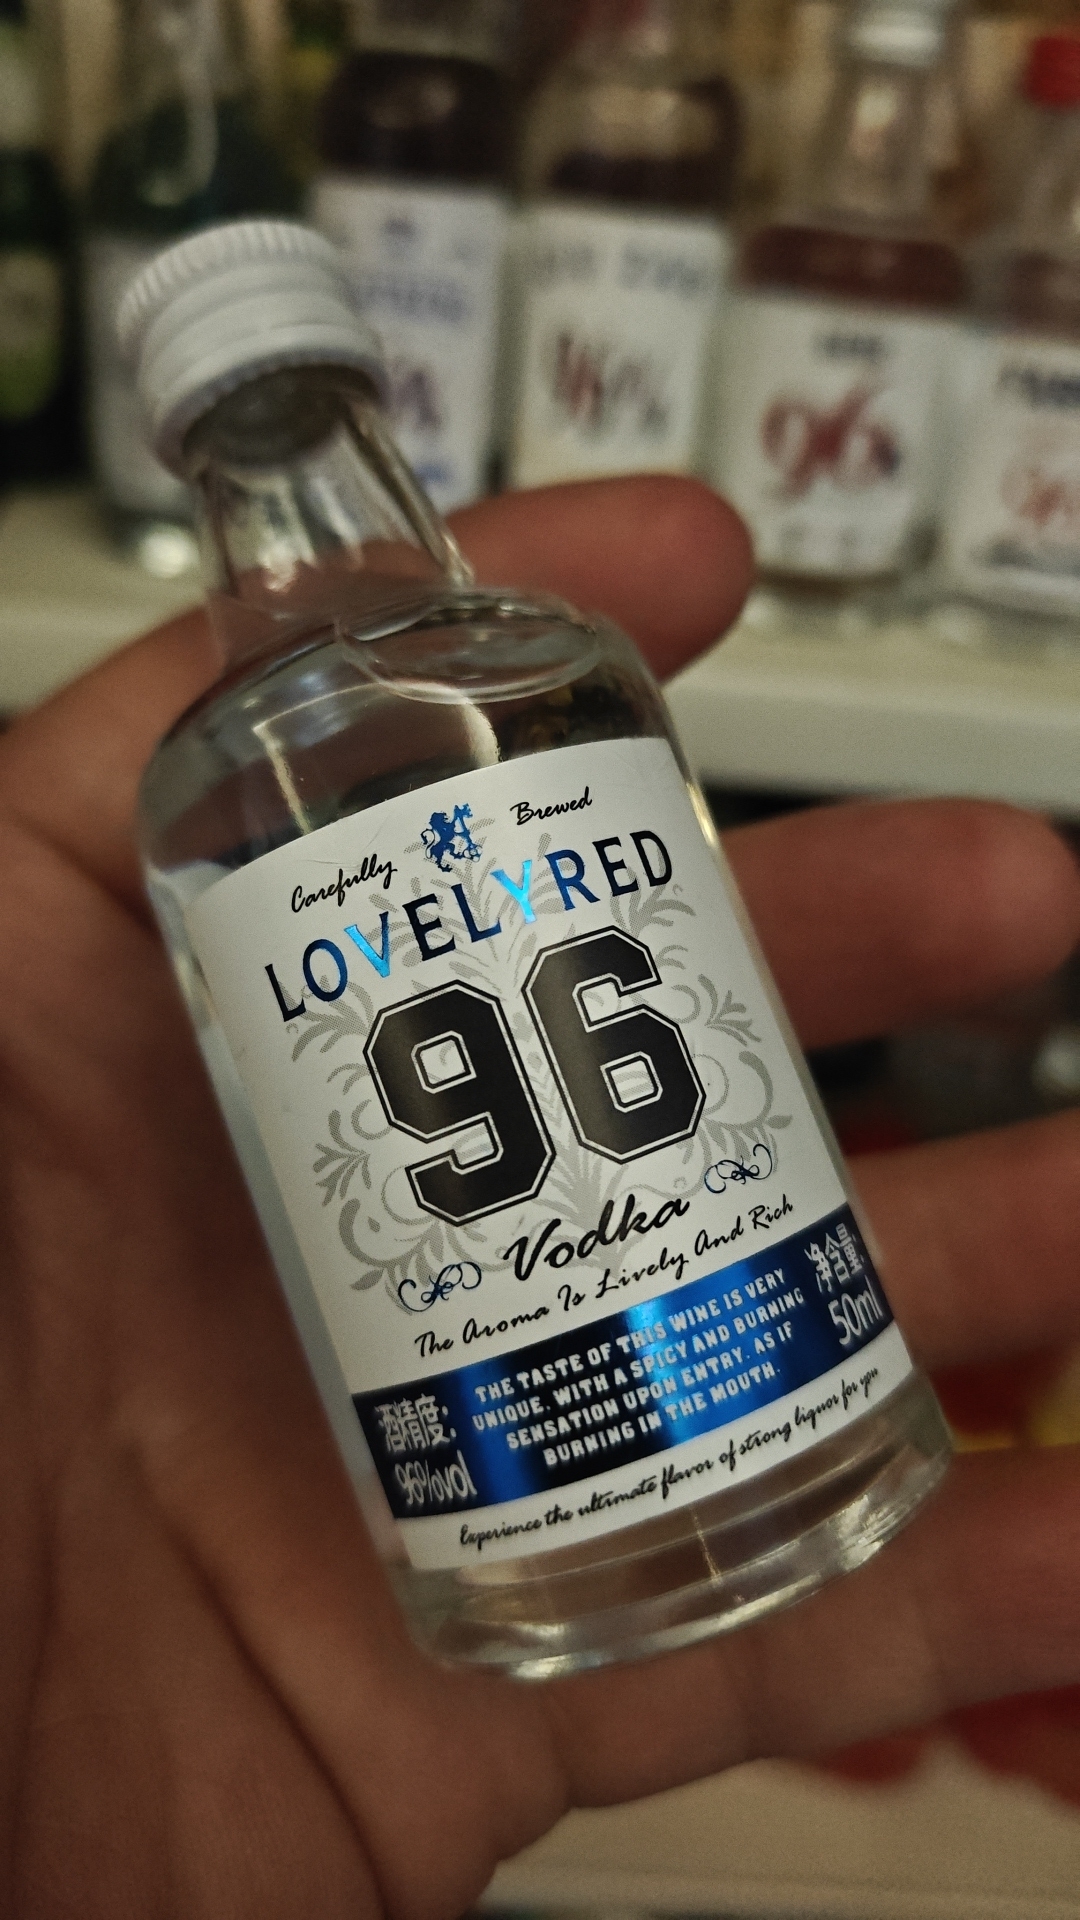 Carefully Brewed
LOVELYRED
96
Vodka
The Aroma Is Lively And Rich
THE TASTE OF THIS WINE IS VERY
UNIQUE. WITH A SPICY AND BURNING
SENSATION UPON ENTRY. AS IF
BURNING IN THE MOUTH.
酒精度:
96%vol
净含量:
50ml
Experience the ultimate flavor of strong liquor for you
96